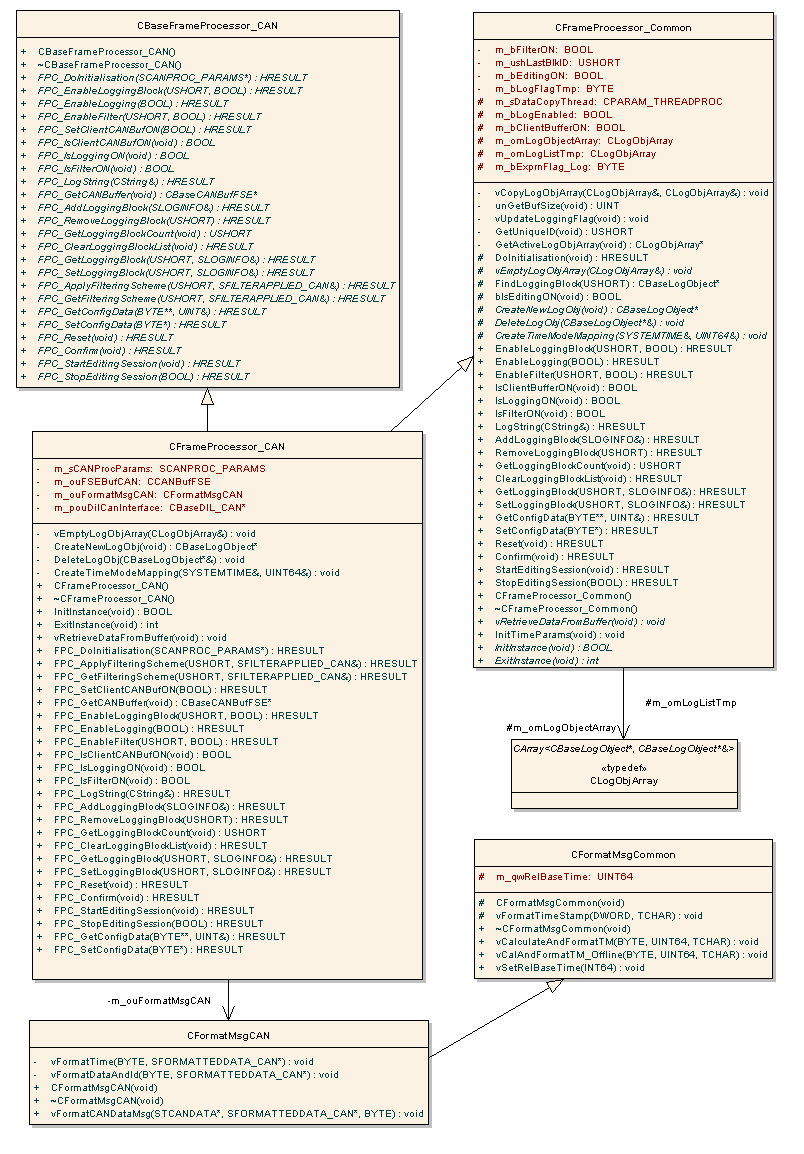 CBaseFrameProcessor_CAN
+ CBaseFrameProcessor_CAN()
+ ~CBaseFrameProcessor_CAN()
+ FPC_DoInitialisation(SCANPROC_PARAMS*) : HRESULT
+ FPC_EnableLoggingBlock(USHORT, BOOL) : HRESULT
+ FPC_EnableLogging(BOOL) : HRESULT
+ FPC_EnableFilter(USHORT, BOOL) : HRESULT
+ FPC_SetClientCANBufON(BOOL) : HRESULT
+ FPC_IsClientCANBufON(void) : BOOL
+ FPC_IsLoggingON(void) : BOOL
+ FPC_IsFilterON(void) : BOOL
+ FPC_LogString(CString&) : HRESULT
+ FPC_GetCANBuffer(void) : CBaseCANBufFSE*
+ FPC_AddLoggingBlock(SLOGINFO&) : HRESULT
+ FPC_RemoveLoggingBlock(USHORT) : HRESULT
+ FPC_GetLoggingBlockCount(void) : USHORT
+ FPC_ClearLoggingBlockList(void) : HRESULT
+ FPC_GetLoggingBlock(USHORT, SLOGINFO&) : HRESULT
+ FPC_SetLoggingBlock(USHORT, SLOGINFO&) : HRESULT
+ FPC_ApplyFilteringScheme(USHORT, SFILTERAPPLIED_CAN&) : HRESULT
+ FPC_GetFilteringScheme(USHORT, SFILTERAPPLIED_CAN&) : HRESULT
+ FPC_GetConfigData(BYTE**, UINT&) : HRESULT
+ FPC_SetConfigData(BYTE*) : HRESULT
+ FPC_Reset(void) : HRESULT
+ FPC_Confirm(void) : HRESULT
+ FPC_StartEditingSession(void) : HRESULT
+ FPC_StopEditingSession(BOOL) : HRESULT
CFrameProcessor_Common
- m_bFilterON: BOOL
- m_ushLastBlkID: USHORT
- m_bEditingON: BOOL
- m_bLogFlagTmp: BYTE
# m_sDataCopyThread: CPARAM_THREADPROC
# m_bLogEnabled: BOOL
# m_bClientBufferON: BOOL
# m_omLogObjectArray: CLogObjArray
# m_omLogListTmp: CLogObjArray
# m_bExprnFlag_Log: BYTE
- vCopyLogObjArray(CLogObjArray&, CLogObjArray&) : void
- unGetBufSize(void) : UINT
- vUpdateLoggingFlag(void) : void
- GetUniqueID(void) : USHORT
- GetActiveLogObjArray(void) : CLogObjArray*
# DoInitialisation(void) : HRESULT
# vEmptyLogObjArray(CLogObjArray&) : void
# FindLoggingBlock(USHORT) : CBaseLogObject*
# bIsEditingON(void) : BOOL
# CreateNewLogObj(void) : CBaseLogObject*
# DeleteLogObj(CBaseLogObject*&) : void
# CreateTimeModeMapping(SYSTEMTIME&, UINT64&) : void
+ EnableLoggingBlock(USHORT, BOOL) : HRESULT
+ EnableLogging(BOOL) : HRESULT
+ EnableFilter(USHORT, BOOL) : HRESULT
+ IsClientBufferON(void) : BOOL
+ IsLoggingON(void) : BOOL
+ IsFilterON(void) : BOOL
+ LogString(CString&) : HRESULT
+ AddLoggingBlock(SLOGINFO&) : HRESULT
+ RemoveLoggingBlock(USHORT) : HRESULT
+ GetLoggingBlockCount(void) : USHORT
+ ClearLoggingBlockList(void) : HRESULT
+ GetLoggingBlock(USHORT, SLOGINFO&) : HRESULT
+ SetLoggingBlock(USHORT, SLOGINFO&) : HRESULT
+ GetConfigData(BYTE**, UINT&) : HRESULT
+ SetConfigData(BYTE*) : HRESULT
+ Reset(void) : HRESULT
+ Confirm(void) : HRESULT
+ StartEditingSession(void) : HRESULT
+ StopEditingSession(BOOL) : HRESULT
+ CFrameProcessor_Common()
+ ~CFrameProcessor_Common()
+ vRetrieveDataFromBuffer(void) : void
+ InitTimeParams(void) : void
+ InitInstance(void) : BOOL
+ ExitInstance(void) : int
CFrameProcessor_CAN
- m_sCANProcParams: SCANPROC_PARAMS
- m_ouFSEBufCAN: CCANBufFSE
- m_ouFormatMsgCAN: CFormatMsgCAN
- m_pouDilCanInterface: CBaseDIL_CAN*
- vEmptyLogObjArray(CLogObjArray&) : void
- CreateNewLogObj(void) : CBaseLogObject*
- DeleteLogObj(CBaseLogObject*&) : void
- CreateTimeModeMapping(SYSTEMTIME&, UINT64&) : void
+ CFrameProcessor_CAN()
+ ~CFrameProcessor_CAN()
+ InitInstance(void) : BOOL
+ ExitInstance(void) : int
+ vRetrieveDataFromBuffer(void) : void
+ FPC_DoInitialisation(SCANPROC_PARAMS*) : HRESULT
+ FPC_ApplyFilteringScheme(USHORT, SFILTERAPPLIED_CAN&) : HRESULT
+ FPC_GetFilteringScheme(USHORT, SFILTERAPPLIED_CAN&) : HRESULT
+ FPC_SetClientCANBufON(BOOL) : HRESULT
+ FPC_GetCANBuffer(void) : CBaseCANBufFSE*
+ FPC_EnableLoggingBlock(USHORT, BOOL) : HRESULT
+ FPC_EnableLogging(BOOL) : HRESULT
+ FPC_EnableFilter(USHORT, BOOL) : HRESULT
+ FPC_IsClientCANBufON(void) : BOOL
+ FPC_IsLoggingON(void) : BOOL
+ FPC_IsFilterON(void) : BOOL
+ FPC_LogString(CString&) : HRESULT
+ FPC_AddLoggingBlock(SLOGINFO&) : HRESULT
+ FPC_RemoveLoggingBlock(USHORT) : HRESULT
+ FPC_GetLoggingBlockCount(void) : USHORT
+ FPC_ClearLoggingBlockList(void) : HRESULT
+ FPC_GetLoggingBlock(USHORT, SLOGINFO&) : HRESULT
+ FPC_SetLoggingBlock(USHORT, SLOGINFO&) : HRESULT
+ FPC_Reset(void) : HRESULT
+ FPC_Confirm(void) : HRESULT
+ FPC_StartEditingSession(void) : HRESULT
+ FPC_StopEditingSession(BOOL) : HRESULT
+ FPC_GetConfigData(BYTE**, UINT&) : HRESULT
+ FPC_SetConfigData(BYTE*) : HRESULT
#m_omLogListTmp
#m_omLogObjectArray
CArray<CBaseLogObject*, CBaseLogObject*&>
«typedef»
CLogObjArray
CFormatMsgCommon
# m_qwRelBaseTime: UINT64
# CFormatMsgCommon(void)
# vFormatTimeStamp(DWORD, TCHAR) : void
+ ~CFormatMsgCommon(void)
+ vCalculateAndFormatTM(BYTE, UINT64, TCHAR) : void
+ vCalAndFormatTM_Offline(BYTE, UINT64, TCHAR) : void
+ vSetRelBaseTime(INT64) : void
-m_ouFormatMsgCAN
CFormatMsgCAN
- vFormatTime(BYTE, SFORMATTEDDATA_CAN*) : void
- vFormatDataAndId(BYTE, SFORMATTEDDATA_CAN*) : void
+ CFormatMsgCAN(void)
+ ~CFormatMsgCAN(void)
+ vFormatCANDataMsg(STCANDATA*, SFORMATTEDDATA_CAN*, BYTE) : void